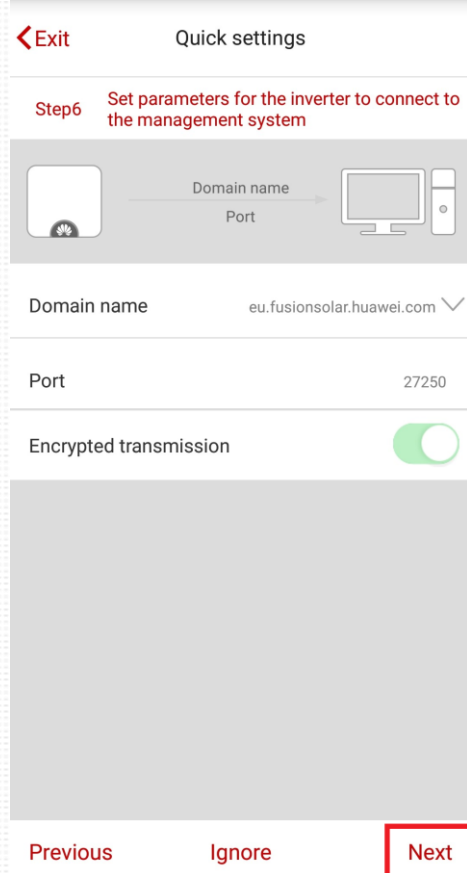 Exit
Quick settings
Step6
Set parameters for the inverter to connect to
the management system
Domain name
Port
Domain name
eu.fusionsolar.huawei.com
Port
27250
Encrypted transmission
Previous
Ignore
Next